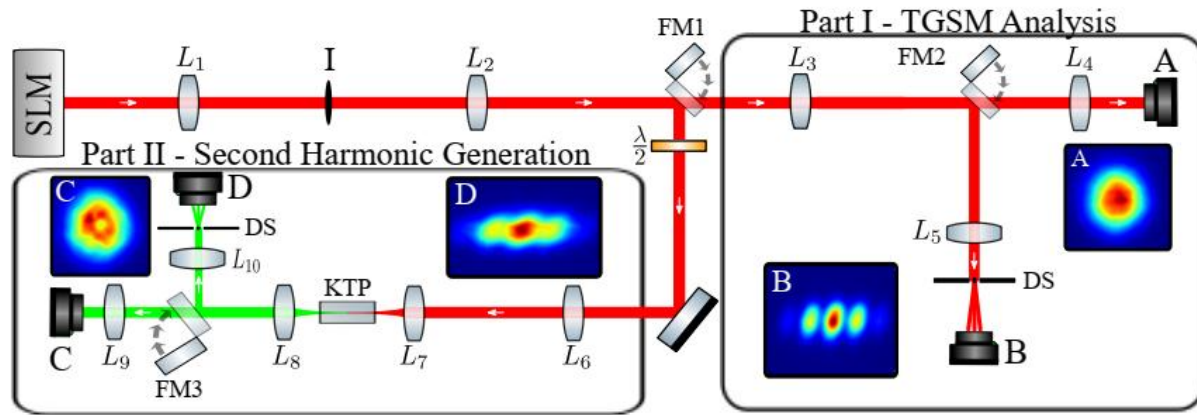 Part I - TGSM Analysis
FM1
L₁
I
L₂
L₃
FM2
L₄
A
SLM
λ/2
Part II - Second Harmonic Generation
C
D
D
DS
L₁₀
KTP
A
L₅
B
DS
B
C
L₉
FM3
L₈
L₇
L₆